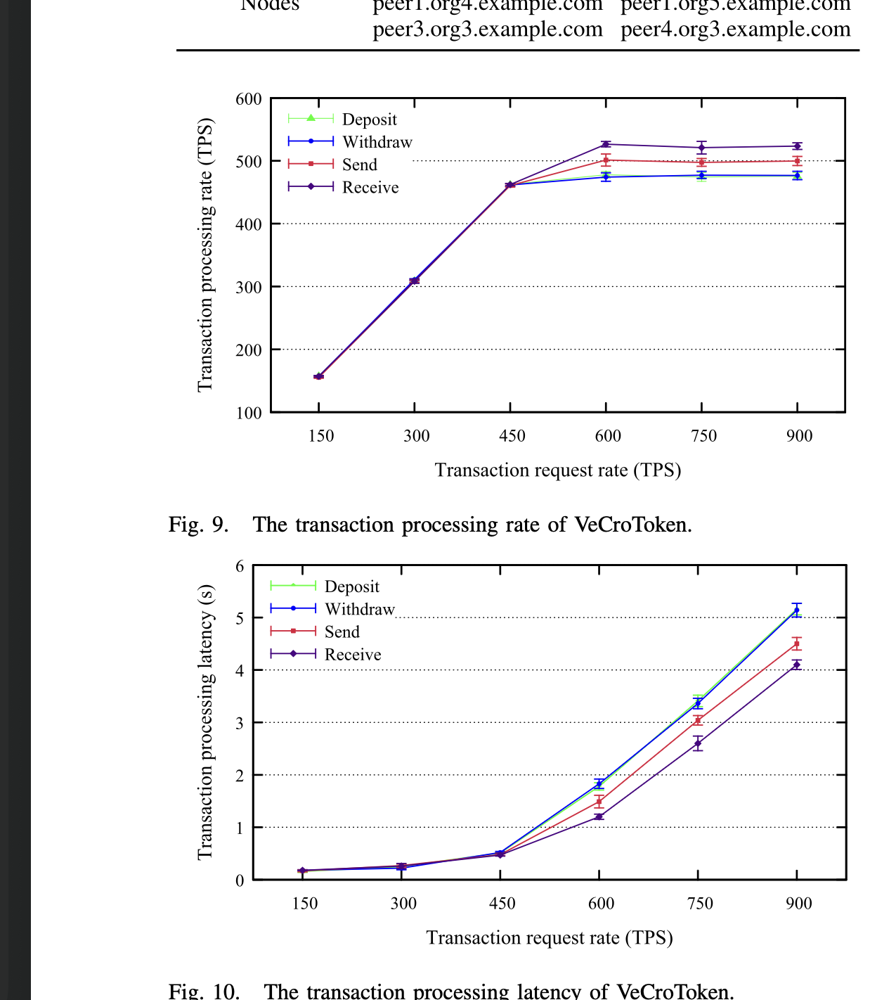 Nodes peer1.org4.example.com peer1.org5.example.com
peer3.org3.example.com peer4.org3.example.com
600
500
400
300
200
100
Transaction processing rate (TPS)
Deposit
Withdraw
Send
Receive
150 300 450 600 750 900
Transaction request rate (TPS)
Fig. 9. The transaction processing rate of VeCroToken.
6
5
4
3
2
1
0
Transaction processing latency (s)
Deposit
Withdraw
Send
Receive
150 300 450 600 750 900
Transaction request rate (TPS)
Fig. 10. The transaction processing latency of VeCroToken.